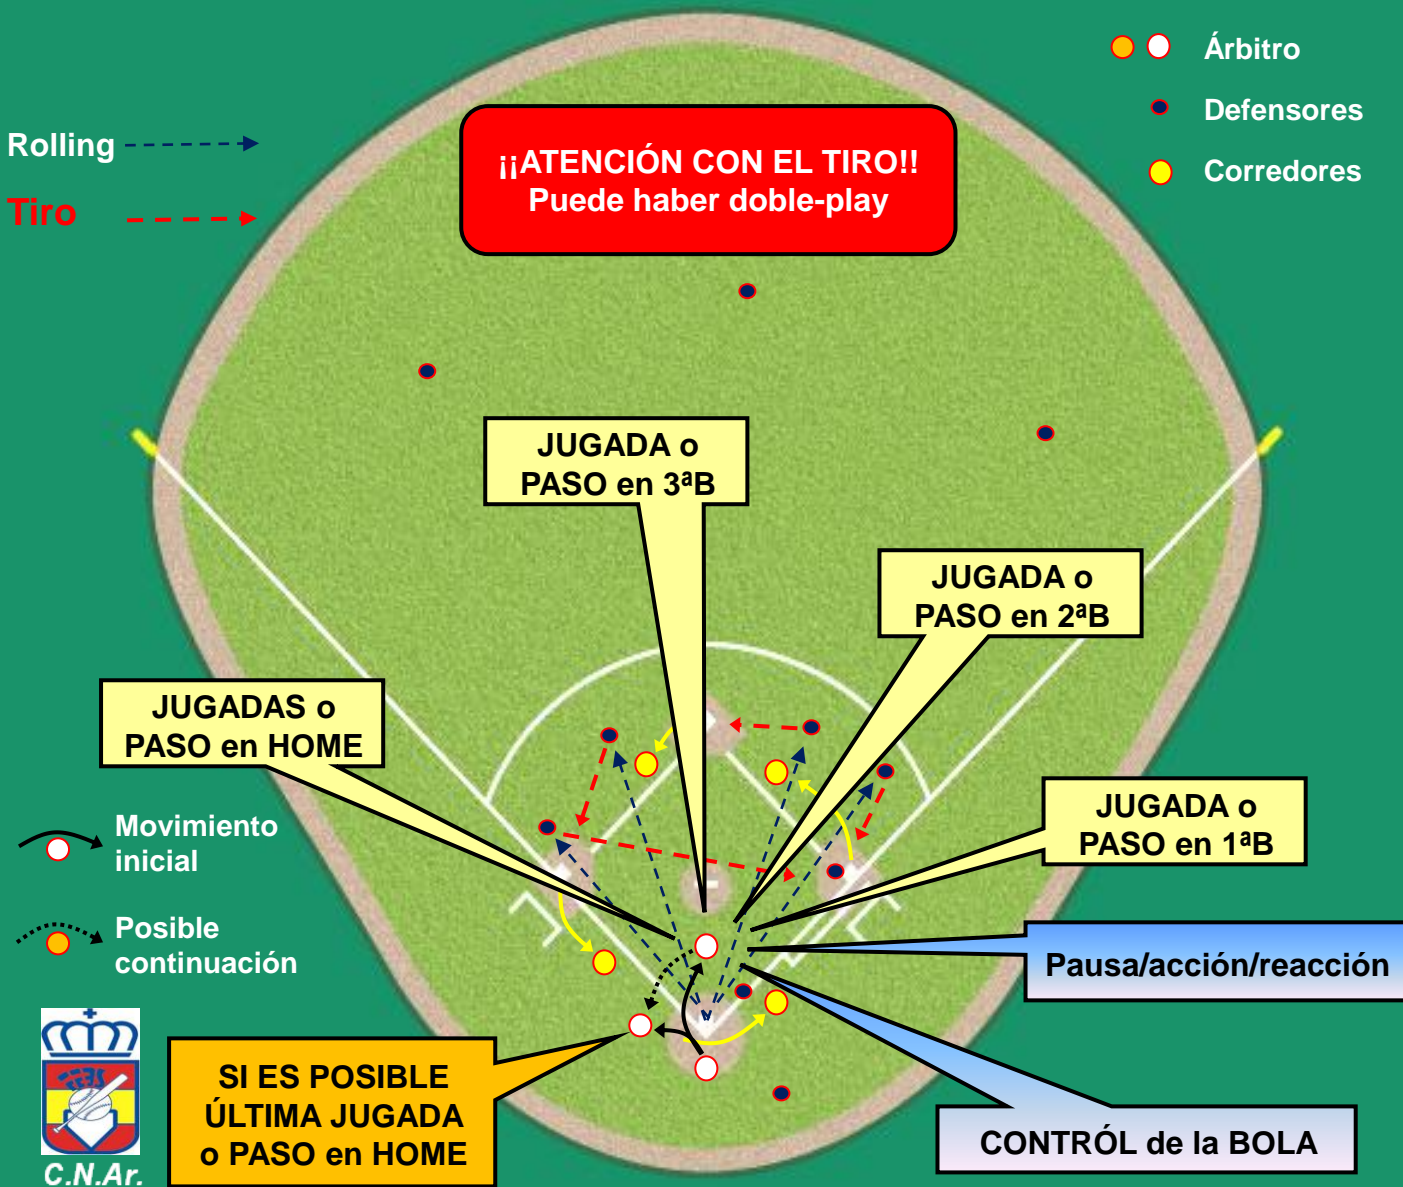 Árbitro
Defensores
Corredores
Rolling
Tiro
¡¡ATENCIÓN CON EL TIRO!!
Puede haber doble-play
JUGADA o
PASO en 3ªB
JUGADA o
PASO en 2ªB
JUGADAS o
PASO en HOME
JUGADA o
PASO en 1ªB
Movimiento
inicial
Posible
continuación
Pausa/acción/reacción
SI ES POSIBLE
ÚLTIMA JUGADA
o PASO en HOME
CONTRÓL de la BOLA
C.N.Ar.